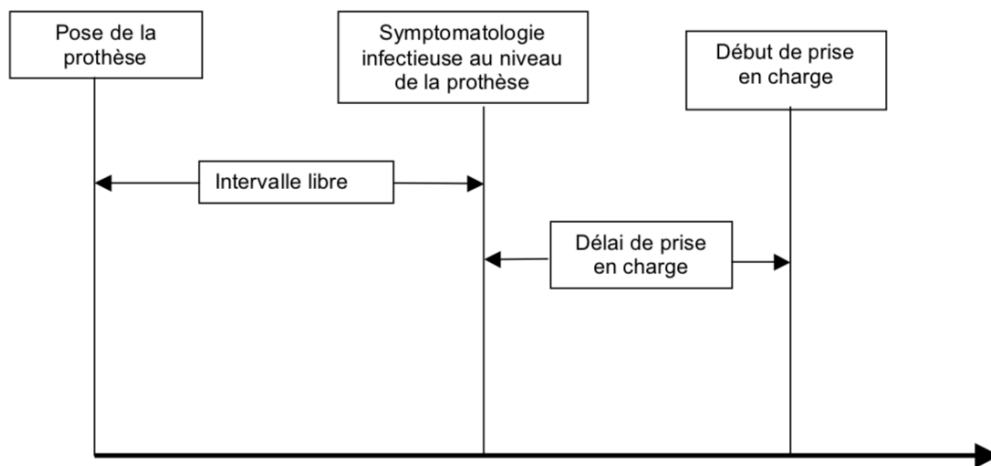 Pose de la
prothèse
Symptomatologie
infectieuse au niveau
de la prothèse
Début de prise
en charge
Intervalle libre
Délai de prise
en charge